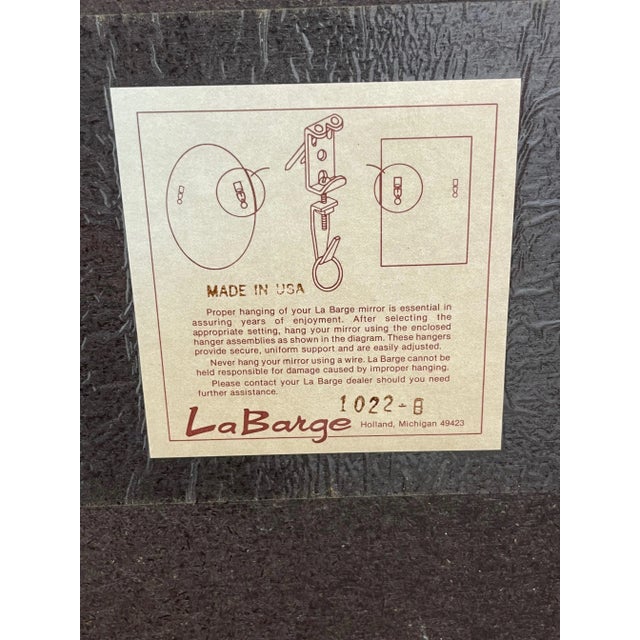 MADE IN USA
Proper hanging of your La Barge mirror is essential in
assuring years of enjoyment. After selecting the
appropriate setting, hang your mirror using the enclosed
hanger assemblies as shown in the diagram. These hangers
provide secure, uniform support and are easily adjusted.
Never hang your mirror using a wire. La Barge cannot be
held responsible for damage caused by improper hanging.
Please contact your La Barge dealer should you need
further assistance.
1022-B
LaBarge Holland, Michigan 49423